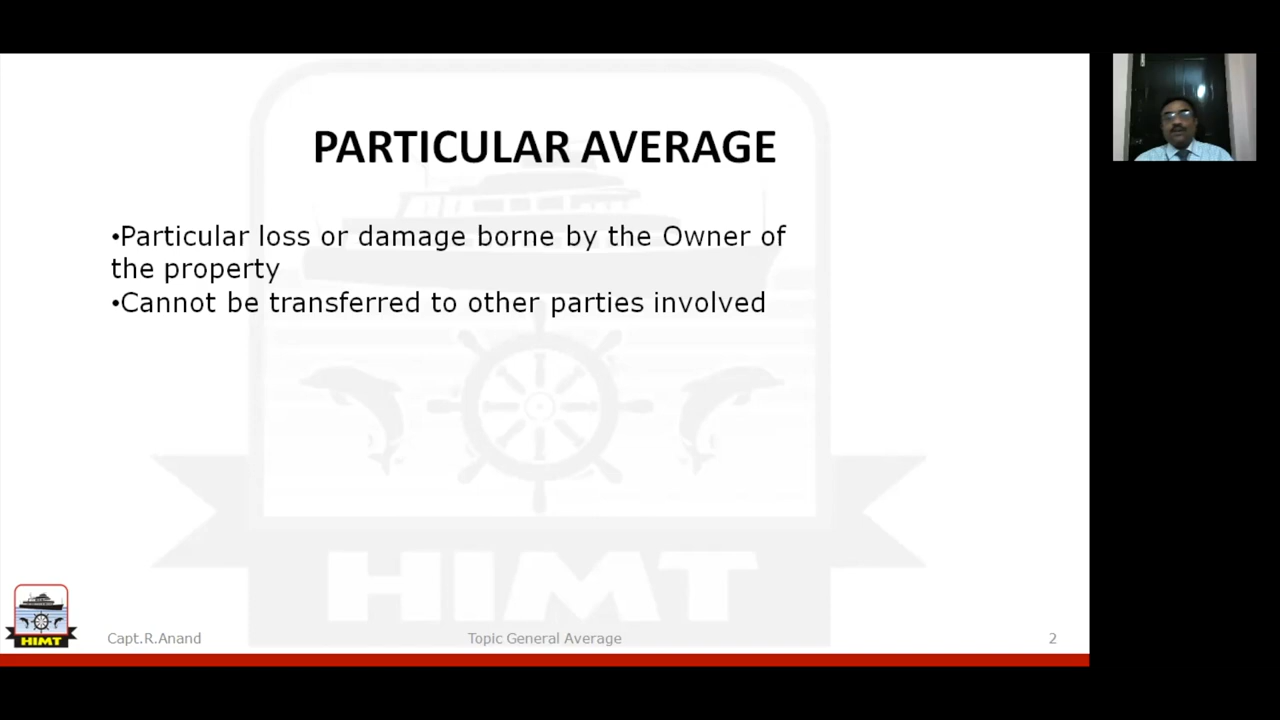 PARTICULAR AVERAGE
•Particular loss or damage borne by the Owner of
the property
•Cannot be transferred to other parties involved
HIMT
HIMT
Capt.R.Anand
Topic General Average
2